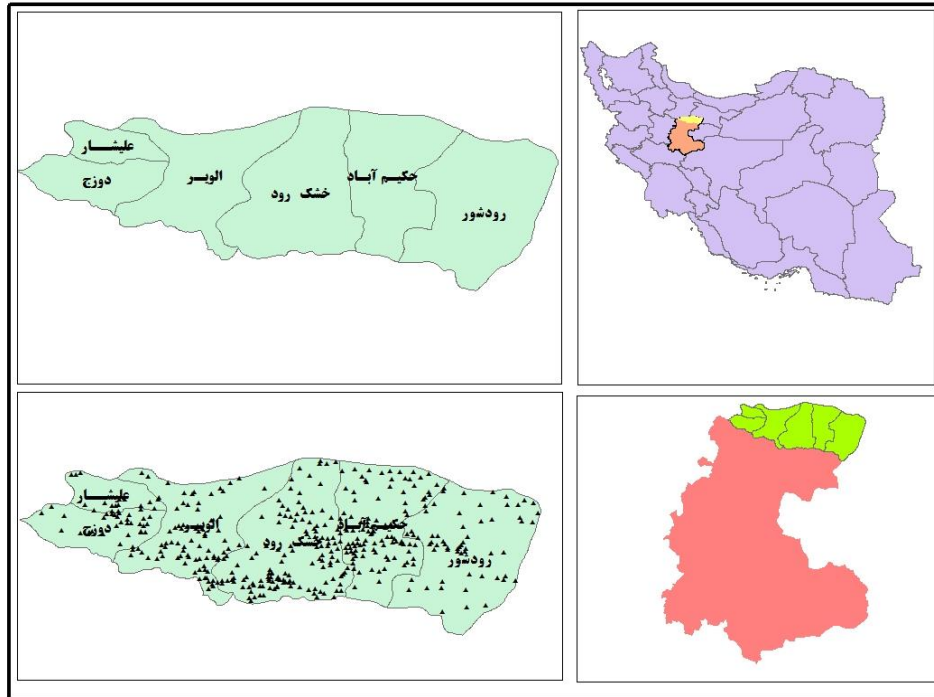 علیشار
دوزج
الویر
خشک رود
حکیم آباد
رودشور
علیشار
دوزج
الویر
خشک رود
حکیم آباد
رودشور